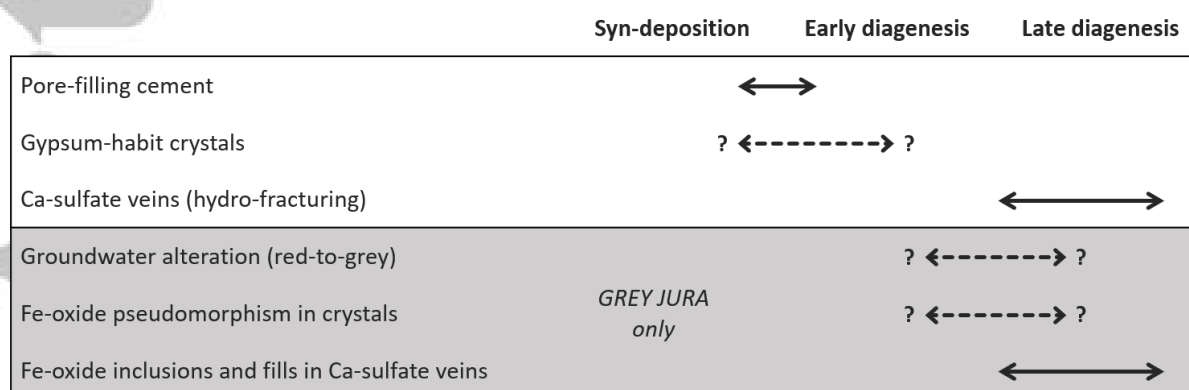 Syn-deposition Early diagenesis Late diagenesis
Pore-filling cement
Gypsum-habit crystals ? ?
Ca-sulfate veins (hydro-fracturing)
Groundwater alteration (red-to-grey) ? ?
GREY JURA
only
Fe-oxide pseudomorphism in crystals ? ?
Fe-oxide inclusions and fills in Ca-sulfate veins